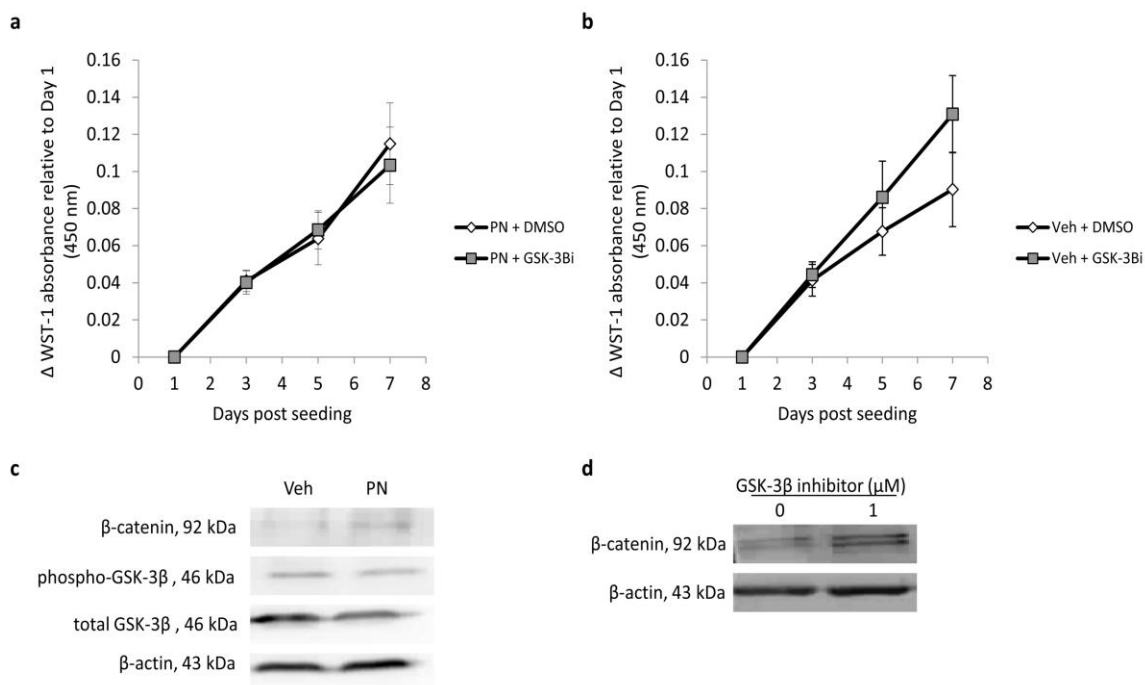 a
Δ WST-1 absorbance relative to Day 1
(450 nm)
0.16
0.14
0.12
0.1
0.08
0.06
0.04
0.02
0
0 1 2 3 4 5 6 7 8
Days post seeding
PN + DMSO
PN + GSK-3Bi
b
Δ WST-1 absorbance relative to Day 1
(450 nm)
0.16
0.14
0.12
0.1
0.08
0.06
0.04
0.02
0
0 1 2 3 4 5 6 7 8
Days post seeding
Veh + DMSO
Veh + GSK-3Bi
c
Veh PN
β-catenin, 92 kDa
phospho-GSK-3β , 46 kDa
total GSK-3β , 46 kDa
β-actin, 43 kDa
d
GSK-3β inhibitor (μM)
0 1
β-catenin, 92 kDa
β-actin, 43 kDa